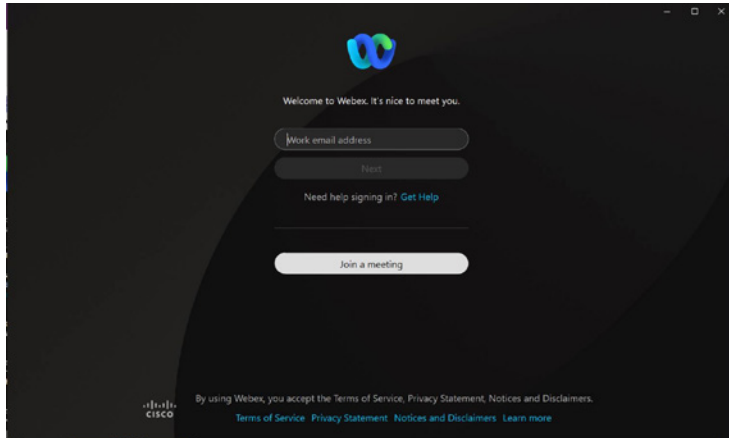 Welcome to Webex. It's nice to meet you.
Work email address
Next
Need help signing in? Get Help
Join a meeting
By using Webex, you accept the Terms of Service, Privacy Statement, Notices and Disclaimers.
CISCO
Terms of Service Privacy Statement Notices and Disclaimers Learn more